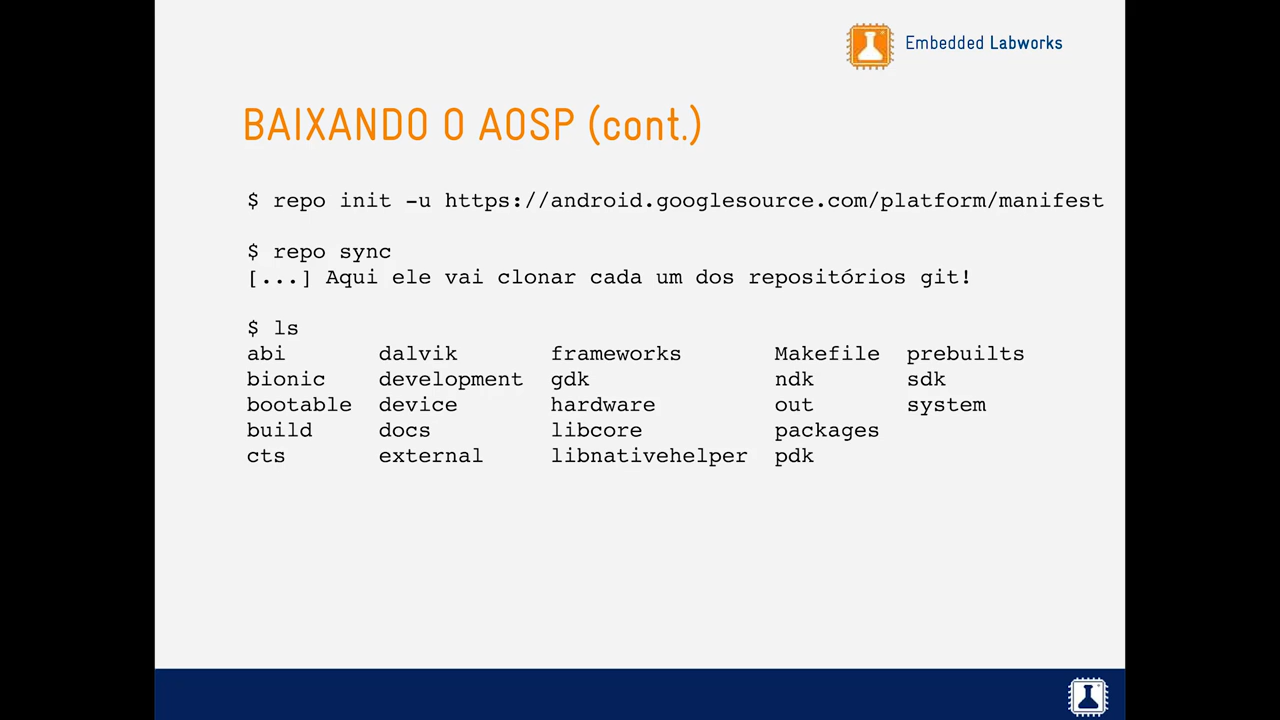 Embedded Labworks
BAIXANDO O AOSP (cont.)
$ repo init -u https://android.googlesource.com/platform/manifest
$ repo sync
[...] Aqui ele vai clonar cada um dos repositórios git!
$ ls
abi dalvik frameworks Makefile prebuilts
bionic development gdk ndk sdk
bootable device hardware out system
build docs libcore packages
cts external libnativehelper pdk